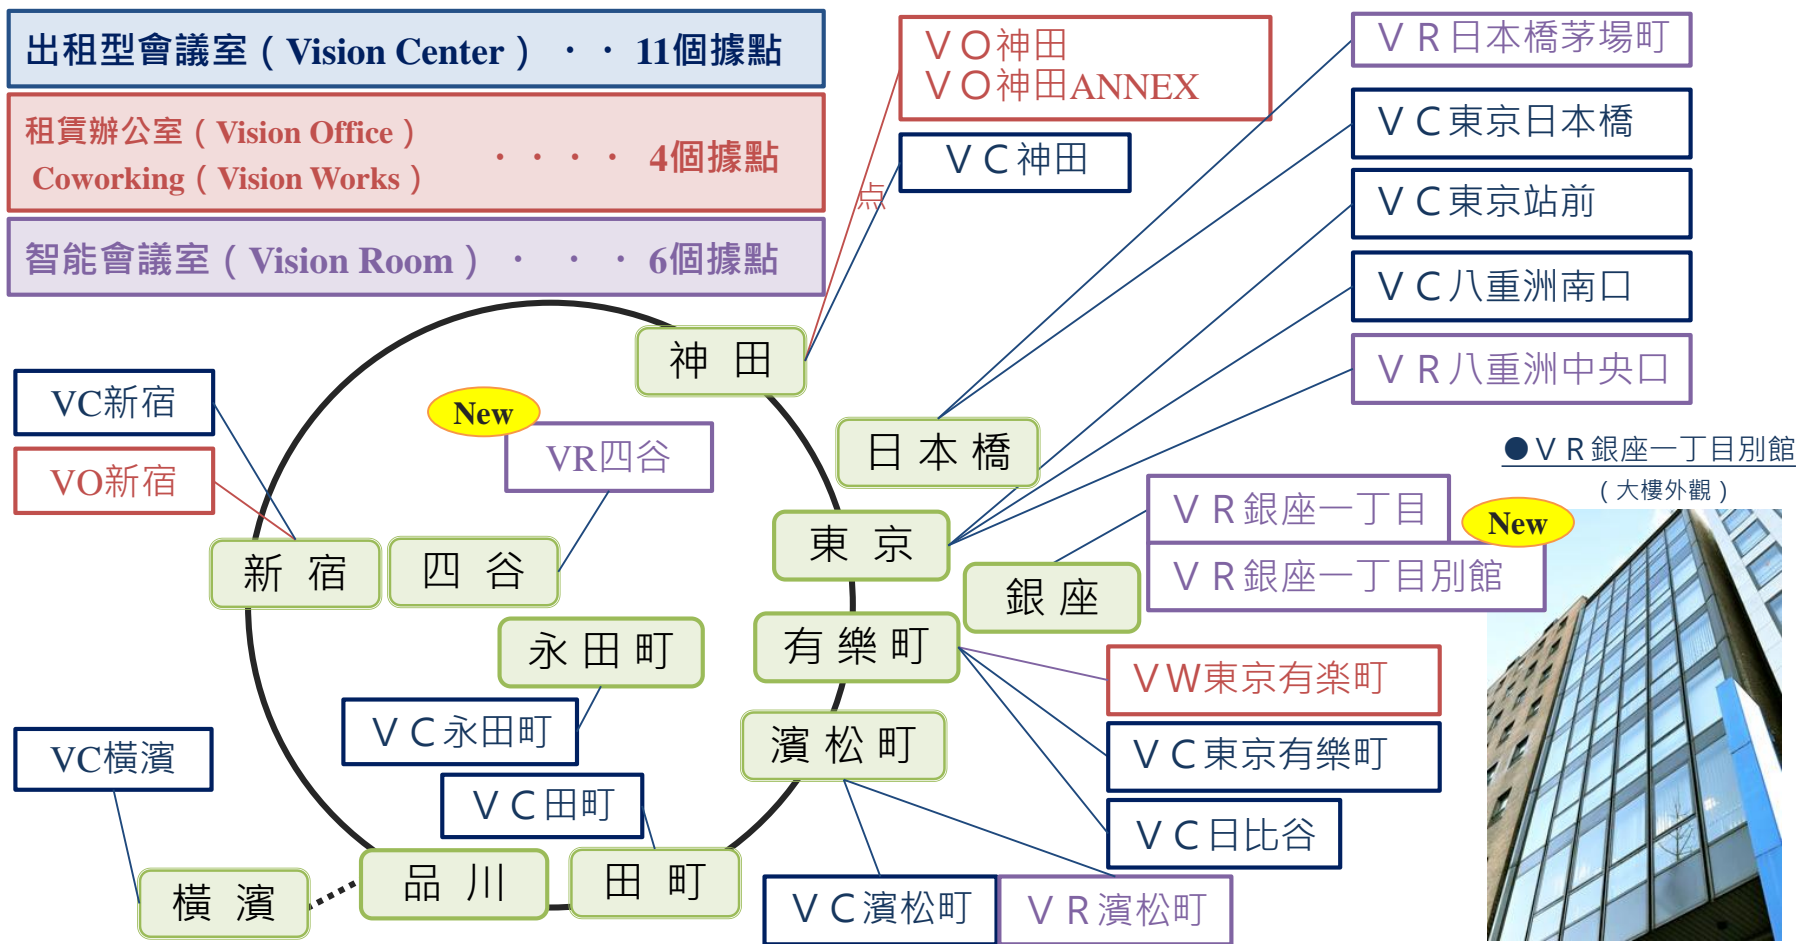 出租型會議室（Vision Center）・・11個據點
租賃辦公室（Vision Office）
Coworking（Vision Works）
・・・・4個據點
智能會議室（Vision Room）・・・6個據點
ＶＯ神田
ＶＯ神田ANNEX
ＶＣ神田
点
ＶＲ日本橋茅場町
ＶＣ東京日本橋
ＶＣ東京站前
ＶＣ八重洲南口
ＶＲ八重洲中央口
神田
VC新宿
VO新宿
New
VR四谷
日本橋
●ＶＲ銀座一丁目別館
（大樓外觀）
ＶＲ銀座一丁目
New
ＶＲ銀座一丁目別館
新宿
四谷
東京
銀座
永田町
有樂町
ＶＷ東京有楽町
ＶＣ永田町
濱松町
ＶＣ東京有樂町
VC橫濱
ＶＣ田町
ＶＣ日比谷
橫濱
品川
田町
ＶＣ濱松町
ＶＲ濱松町